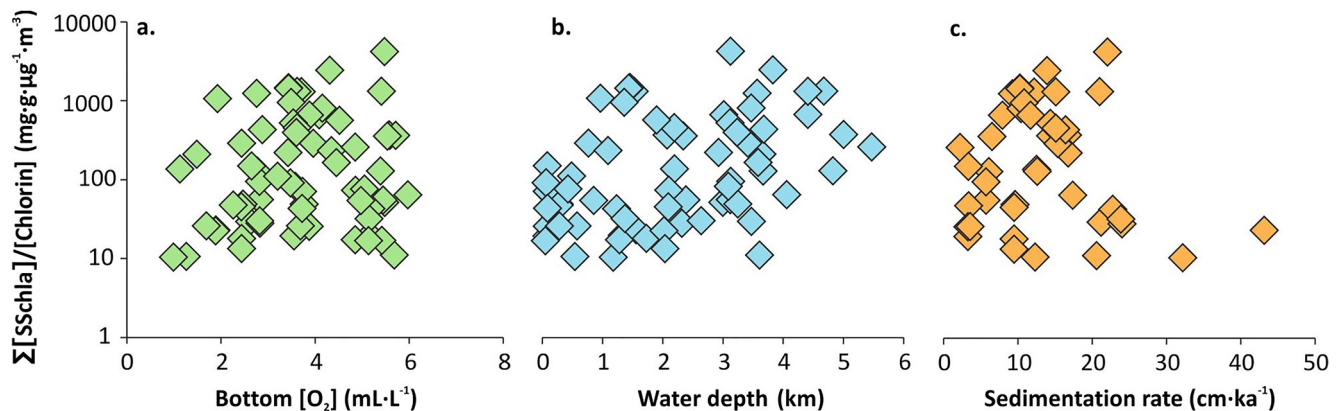 Σ[SSchla]/[Chlorin] (mg·g·µg⁻¹·m⁻³)
10000
1000
100
10
1
a.
0 2 4 6 8
Bottom [O₂] (mL·L⁻¹)
b.
0 1 2 3 4 5 6
Water depth (km)
c.
0 10 20 30 40 50
Sedimentation rate (cm·ka⁻¹)